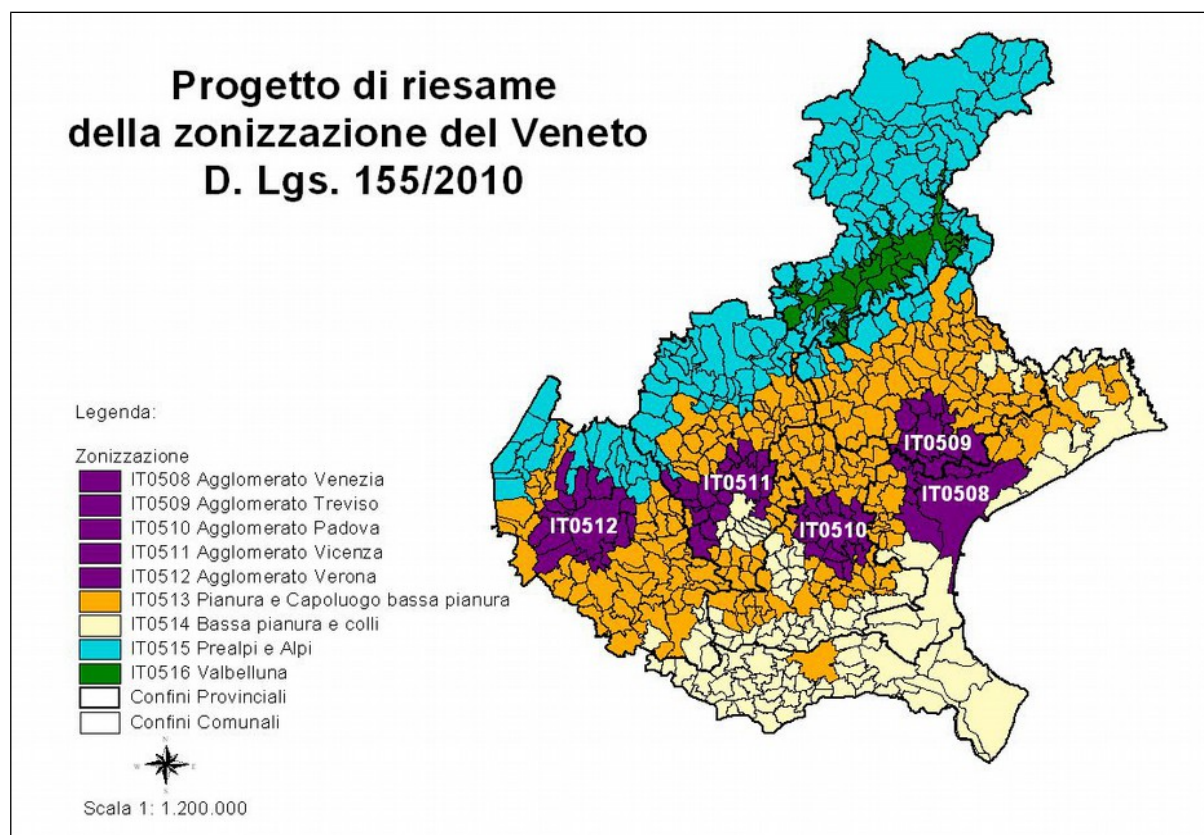 Progetto di riesame
della zonizzazione del Veneto
D. Lgs. 155/2010
IT0509
IT0511
IT0508
IT0512
IT0510
Legenda:
Zonizzazione
IT0508 Agglomerato Venezia
IT0509 Agglomerato Treviso
IT0510 Agglomerato Padova
IT0511 Agglomerato Vicenza
IT0512 Agglomerato Verona
IT0513 Pianura e Capoluogo bassa pianura
IT0514 Bassa pianura e colli
IT0515 Prealpi e Alpi
IT0516 Valbelluna
Confini Provinciali
Confini Comunali
N
W E
S
Scala 1: 1.200.000